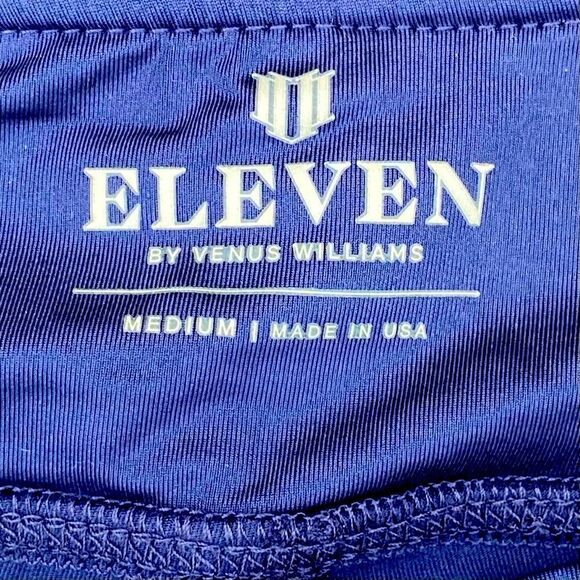 ELEVEN
BY VENUS WILLIAMS
MEDIUM | MADE IN USA